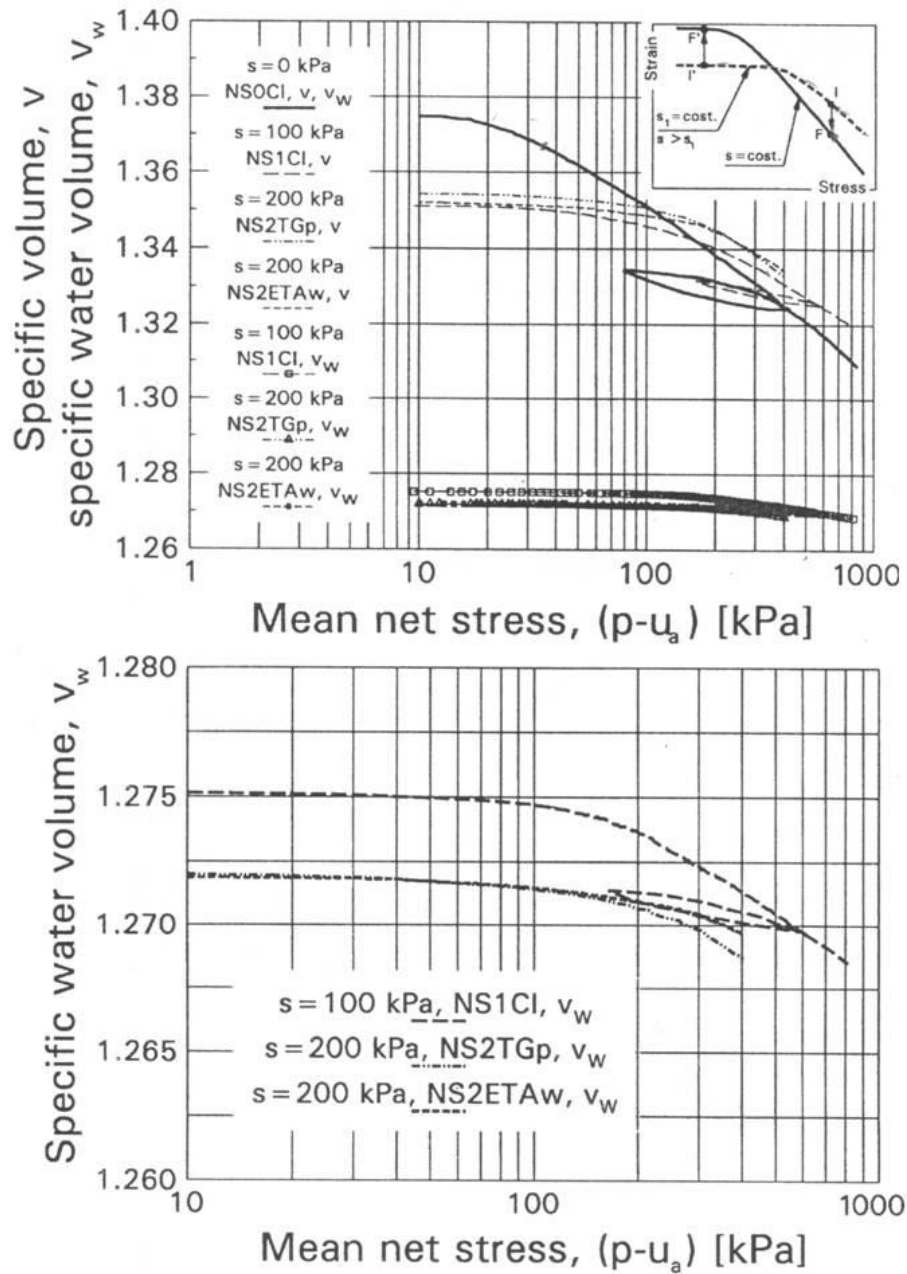 Specific volume, v
specific water volume, v_w
1.40
1.38
1.36
1.34
1.32
1.30
1.28
1.26
s=0 kPa
NS0CI, v, v_w
s=100 kPa
NS1CI, v
s=200 kPa
NS2TGp, v
s=200 kPa
NS2ETAw, v
s=100 kPa
NS1CI, v_w
s=200 kPa
NS2TGp, v_w
s=200 kPa
NS2ETAw, v_w
Strain
F'
I'
I
F
s₁=cost.
s>s₁
s=cost.
Stress
1 10 100 1000
Mean net stress, (p-u_a) [kPa]
Specific water volume, v_w
1.280
1.275
1.270
1.265
1.260
s=100 kPa, NS1CI, v_w
s=200 kPa, NS2TGp, v_w
s=200 kPa, NS2ETAw, v_w
10 100 1000
Mean net stress, (p-u_a) [kPa]